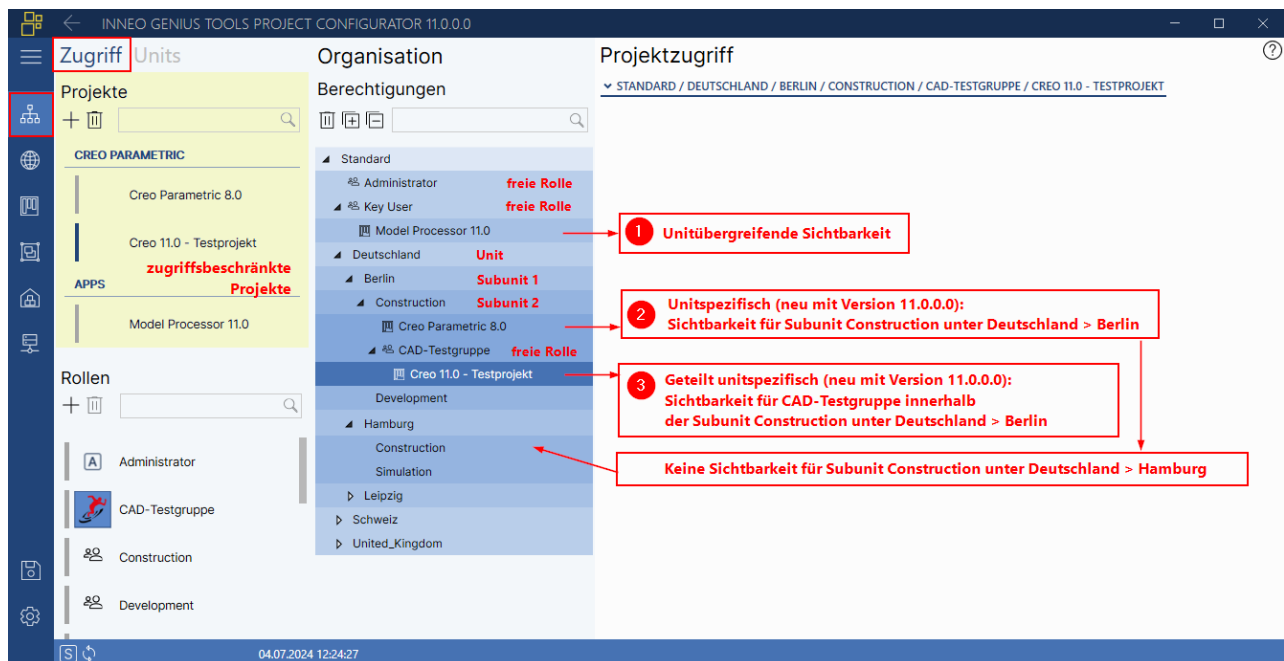 INNEO GENIUS TOOLS PROJECT CONFIGURATOR 11.0.0.0
Zugriff Units
Projekte
CREO PARAMETRIC
Creo Parametric 8.0
Creo 11.0 - Testprojekt
zugriffsbeschränkte
Projekte
APPS
Model Processor 11.0
Rollen
A Administrator
CAD-Testgruppe
Construction
Development
Organisation
Berechtigungen
Standard
Administrator freie Rolle
Key User freie Rolle
Model Processor 11.0
Deutschland Unit
Berlin Subunit 1
Construction Subunit 2
Creo Parametric 8.0
CAD-Testgruppe freie Rolle
Creo 11.0 - Testprojekt
Development
Hamburg
Construction
Simulation
Leipzig
Schweiz
United_Kingdom
Projektzugriff
STANDARD / DEUTSCHLAND / BERLIN / CONSTRUCTION / CAD-TESTGRUPPE / CREO 11.0 - TESTPROJEKT
?
1 Unitübergreifende Sichtbarkeit
2 Unitspezifisch (neu mit Version 11.0.0.0):
Sichtbarkeit für Subunit Construction unter Deutschland > Berlin
3 Geteilt unitspezifisch (neu mit Version 11.0.0.0):
Sichtbarkeit für CAD-Testgruppe innerhalb
der Subunit Construction unter Deutschland > Berlin
Keine Sichtbarkeit für Subunit Construction unter Deutschland > Hamburg
S 04.07.2024 12:24:27